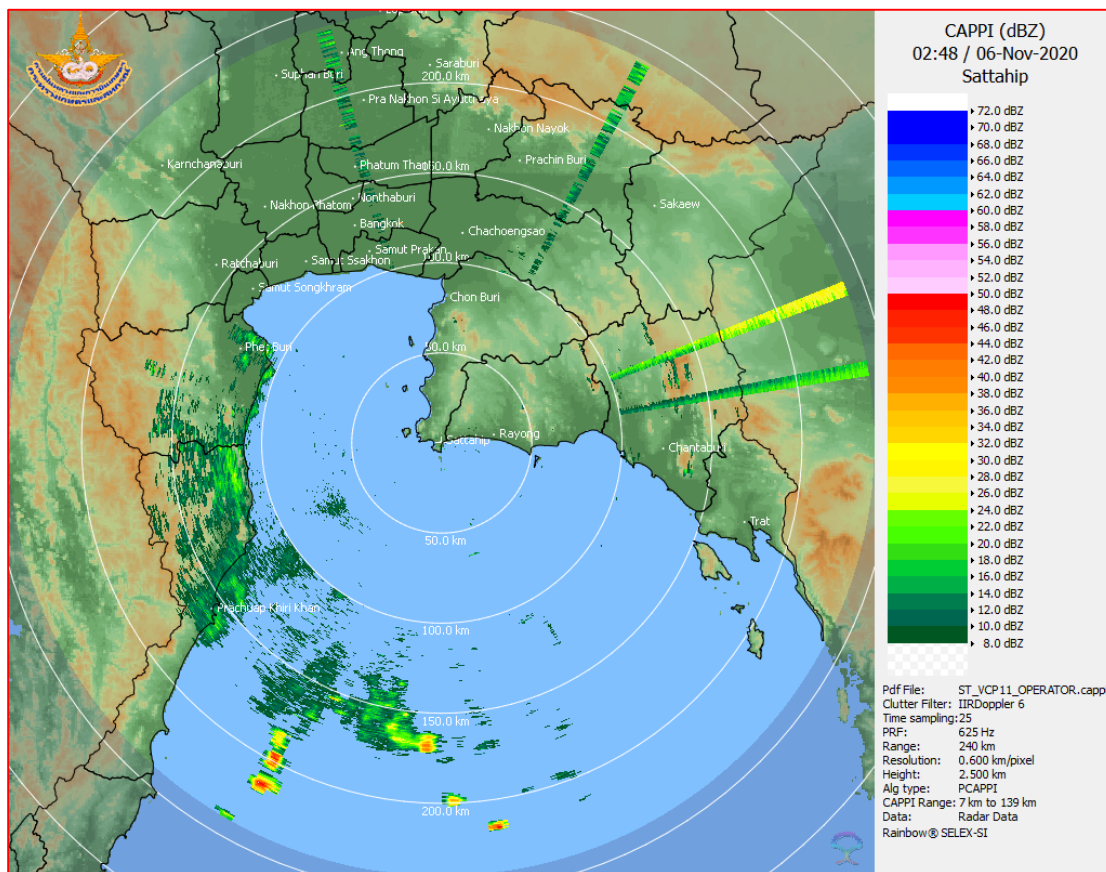 CAPPI (dBZ)
02:48 / 06-Nov-2020
Sattahip
72.0 dBZ
70.0 dBZ
68.0 dBZ
66.0 dBZ
64.0 dBZ
62.0 dBZ
60.0 dBZ
58.0 dBZ
56.0 dBZ
54.0 dBZ
52.0 dBZ
50.0 dBZ
48.0 dBZ
46.0 dBZ
44.0 dBZ
42.0 dBZ
40.0 dBZ
38.0 dBZ
36.0 dBZ
34.0 dBZ
32.0 dBZ
30.0 dBZ
28.0 dBZ
26.0 dBZ
24.0 dBZ
22.0 dBZ
20.0 dBZ
18.0 dBZ
16.0 dBZ
14.0 dBZ
12.0 dBZ
10.0 dBZ
8.0 dBZ
Pdf File: ST_VCP11_OPERATOR.capp
Clutter Filter: IIRDoppler 6
Time sampling: 25
PRF: 625 Hz
Range: 240 km
Resolution: 0.600 km/pixel
Height: 2.500 km
Alg type: PCAPPI
CAPPI Range: 7 km to 139 km
Data: Radar Data
Rainbow® SELEX-SI
Ang Thong
Saraburi
Suphan Buri
200.0 km
Pra Nakhon Si Ayutthaya
Nakhon Nayok
Karnchanaburi
Phatum Thani
150.0 km
Prachin Buri
Nakhon Phatom
Nonthaburi
Sakaew
Bangkok
Chachoengsao
Samut Prakan
Ratchaburi
Samut Ssakhon
100.0 km
Samut Songkhram
Chon Buri
50.0 km
Sattahip
Rayong
Chantaburi
Trat
50.0 km
Prachuap Khiri Khan
100.0 km
150.0 km
200.0 km